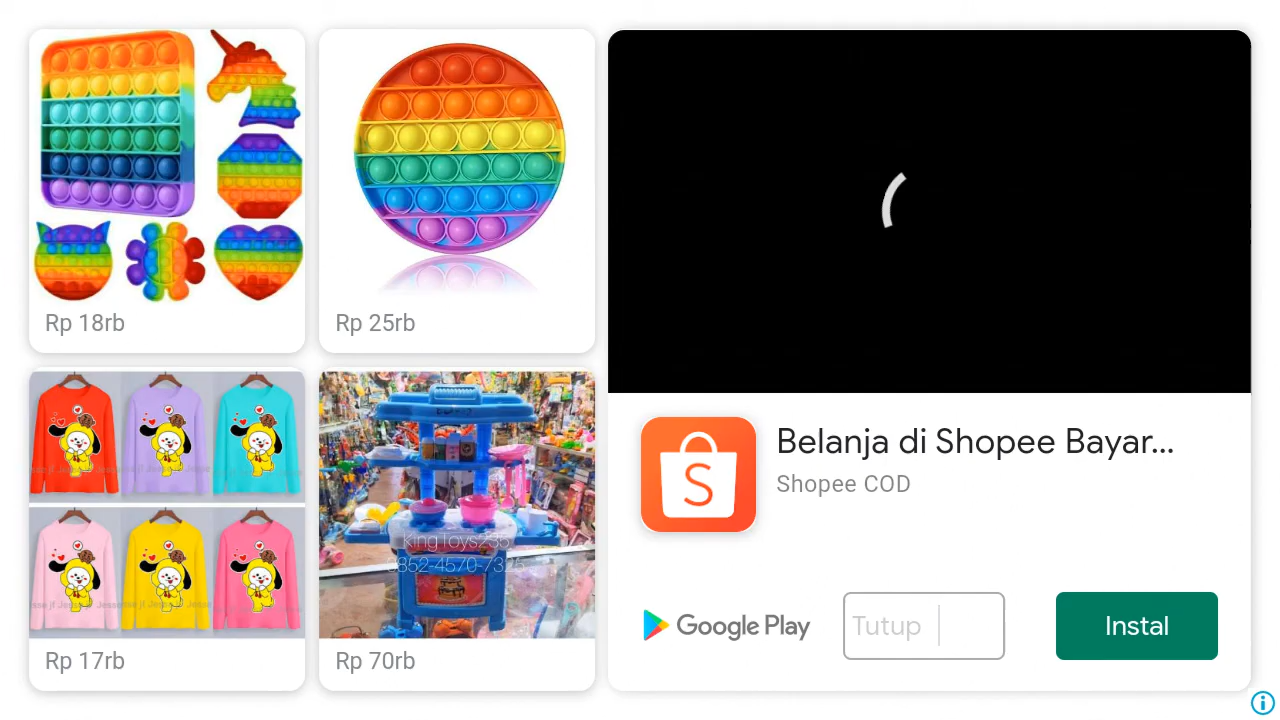 Rp 18rb
Rp 25rb
KingToys235
Rp 17rb
Rp 70rb
Belanja di Shopee Bayar...
Shopee COD
S
Google Play
Tutup
Instal